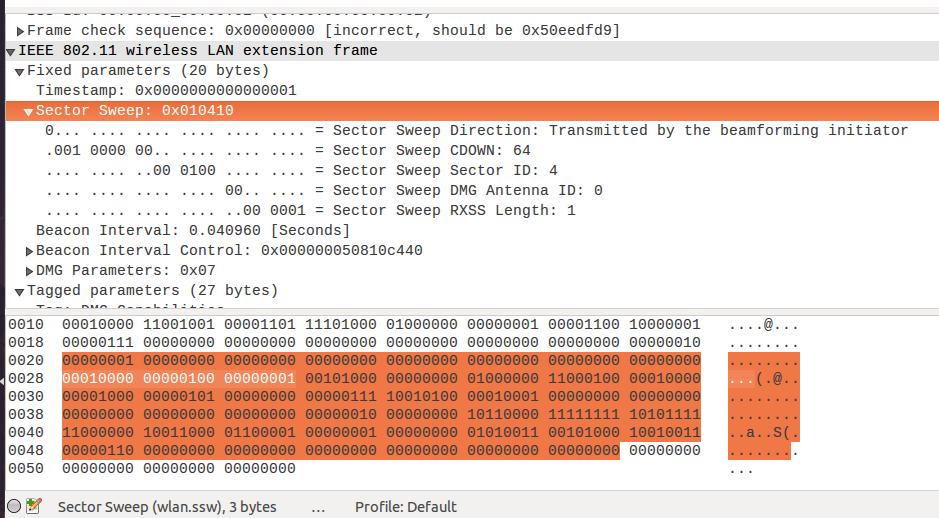 Frame check sequence: 0x00000000 [incorrect, should be 0x50eedfd9]
IEEE 802.11 wireless LAN extension frame
Fixed parameters (20 bytes)
Timestamp: 0x0000000000000001
Sector Sweep: 0x010410
0... .... .... .... .... .... = Sector Sweep Direction: Transmitted by the beamforming initiator
.001 0000 00.. .... .... .... = Sector Sweep CDOWN: 64
.... .... ..00 0100 .... .... = Sector Sweep Sector ID: 4
.... .... .... .... 00.. .... = Sector Sweep DMG Antenna ID: 0
.... .... .... .... ..00 0001 = Sector Sweep RXSS Length: 1
Beacon Interval: 0.040960 [Seconds]
Beacon Interval Control: 0x000000050810c440
DMG Parameters: 0x07
Tagged parameters (27 bytes)
0010 00010000 11001001 00001101 11101000 01000000 00000001 00001100 10000001 ....@...
0018 00000111 00000000 00000000 00000000 00000000 00000000 00000000 00000010 ........
0020 00000001 00000000 00000000 00000000 00000000 00000000 00000000 00000000 ........
0028 00010000 00000100 00000001 00101000 00000000 01000000 11000100 00010000 ...(.@..
0030 00001000 00000101 00000000 00000111 10010100 00010001 00000000 00000000 ........
0038 00000000 00000000 00000000 00000010 00000000 10110000 11111111 10101111 ........
0040 11000000 10011000 01100001 00000001 00000000 01010011 00101000 10010011 ..a..S(.
0048 00000110 00000000 00000000 00000000 00000000 00000000 00000000 00000000 ........
0050 00000000 00000000 00000000 ...
Sector Sweep (wlan.ssw), 3 bytes ... Profile: Default